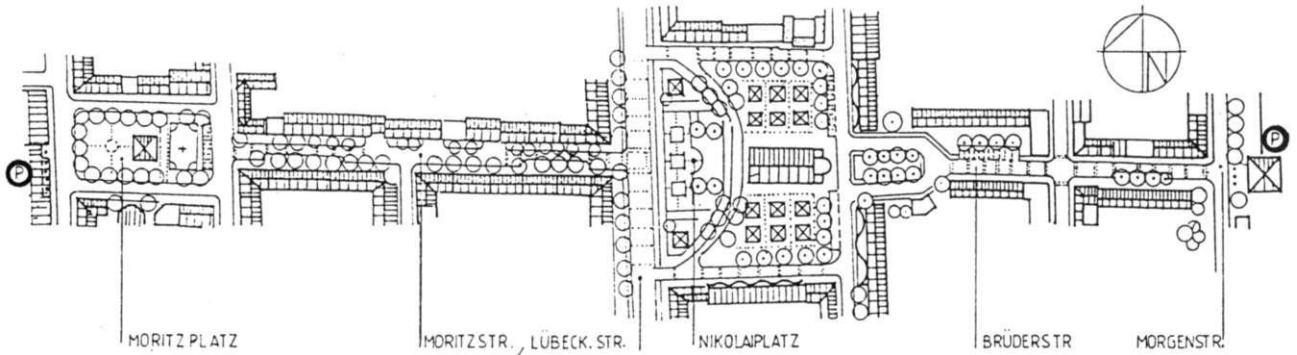 P
P
MORITZ PLATZ
MORITZSTR. / LÜBECK. STR.
NIKOLAIPLATZ
BRÜDERSTR
MORGENSTR.